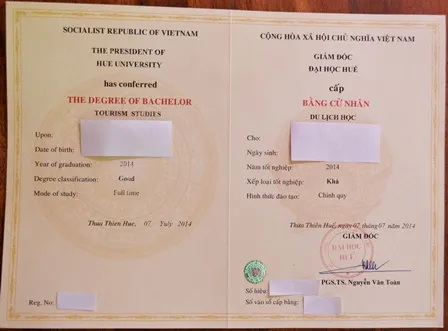 SOCIALIST REPUBLIC OF VIETNAM
THE PRESIDENT OF
HUE UNIVERSITY
has conferred
THE DEGREE OF BACHELOR
TOURISM STUDIES
Upon:
Date of birth:
Year of graduation: 2014
Degree classification: Good
Mode of study: Full time
Thua Thien Hue, 07 Yuly 2014
Reg. No:
CỘNG HÒA XÃ HỘI CHỦ NGHĨA VIỆT NAM
GIÁM ĐỐC
ĐẠI HỌC HUẾ
cấp
BẰNG CỬ NHÂN
DU LỊCH HỌC
Cho:
Ngày sinh:
Năm tốt nghiệp: 2014
Xếp loại tốt nghiệp: Khá
Hình thức đào tạo: Chính quy
Thừa Thiên Huế, ngày 07 tháng 07 năm 2014
GIÁM ĐỐC
ĐẠI HỌC
HUẾ
PGS.TS. Nguyễn Văn Toàn
Số hiệu:
Số vào sổ cấp bằng: